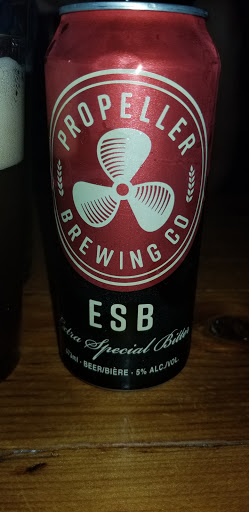 PROPELLER
BREWING CO
ESB
Extra Special Bitter
473ml - BEER/BIÈRE - 5% ALC./VOL.